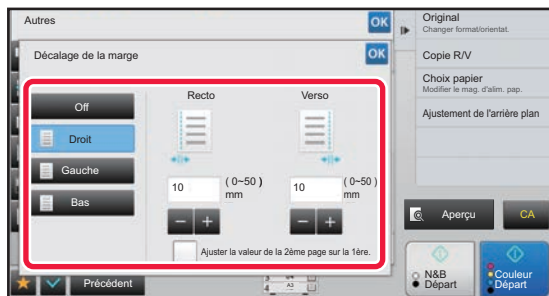 Autres
OK
Décalage de la marge
OK
Off
Droit
Gauche
Bas
Recto
Verso
10
( 0~50 )
mm
10
( 0~50 )
mm
Ajuster la valeur de la 2ème page sur la 1ère.
Précédent
A3
Original
Changer format/orientat.
Copie R/V
Choix papier
Modifier le mag. d'alim. pap.
Ajustement de l'arrière plan
Aperçu
CA
N&B
Départ
Couleur
Départ